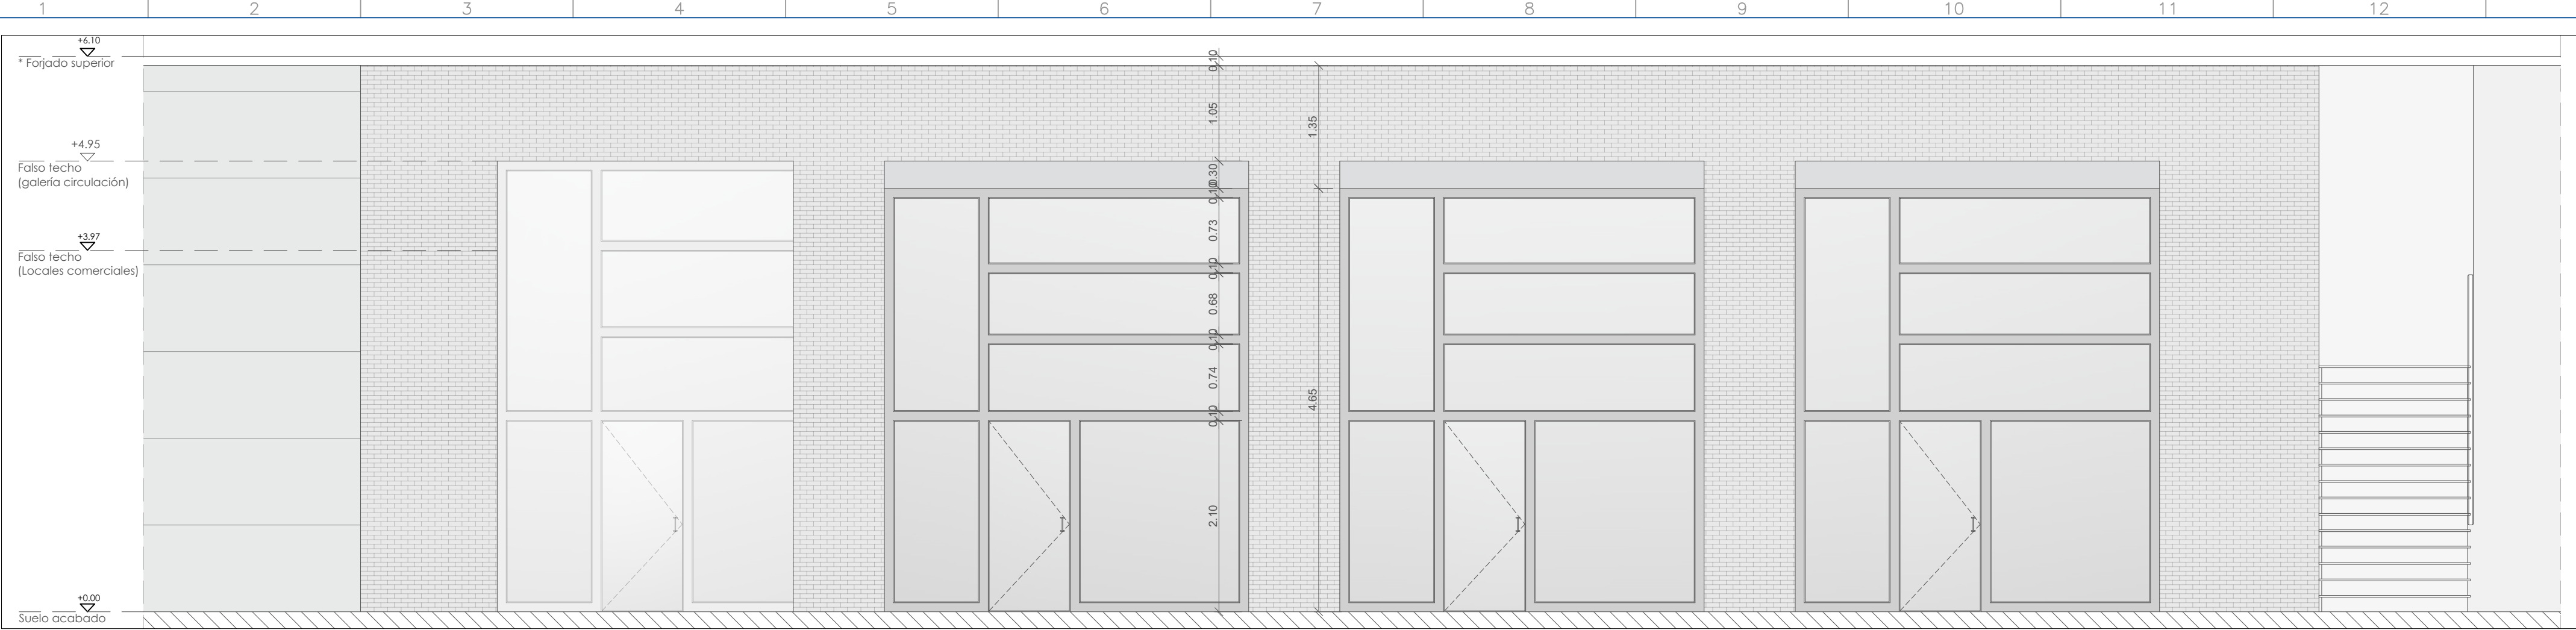 1 2 3 4 5 6 7 8 9 10 11 12
+6.10
* Forjado superior
+4.95
Falso techo
(galería circulación)
+3.97
Falso techo
(Locales comerciales)
+0.00
Suelo acabado
0.10
1.05
0.30
0.10
0.73
0.10
0.68
0.10
0.74
0.10
2.10
1.35
4.65